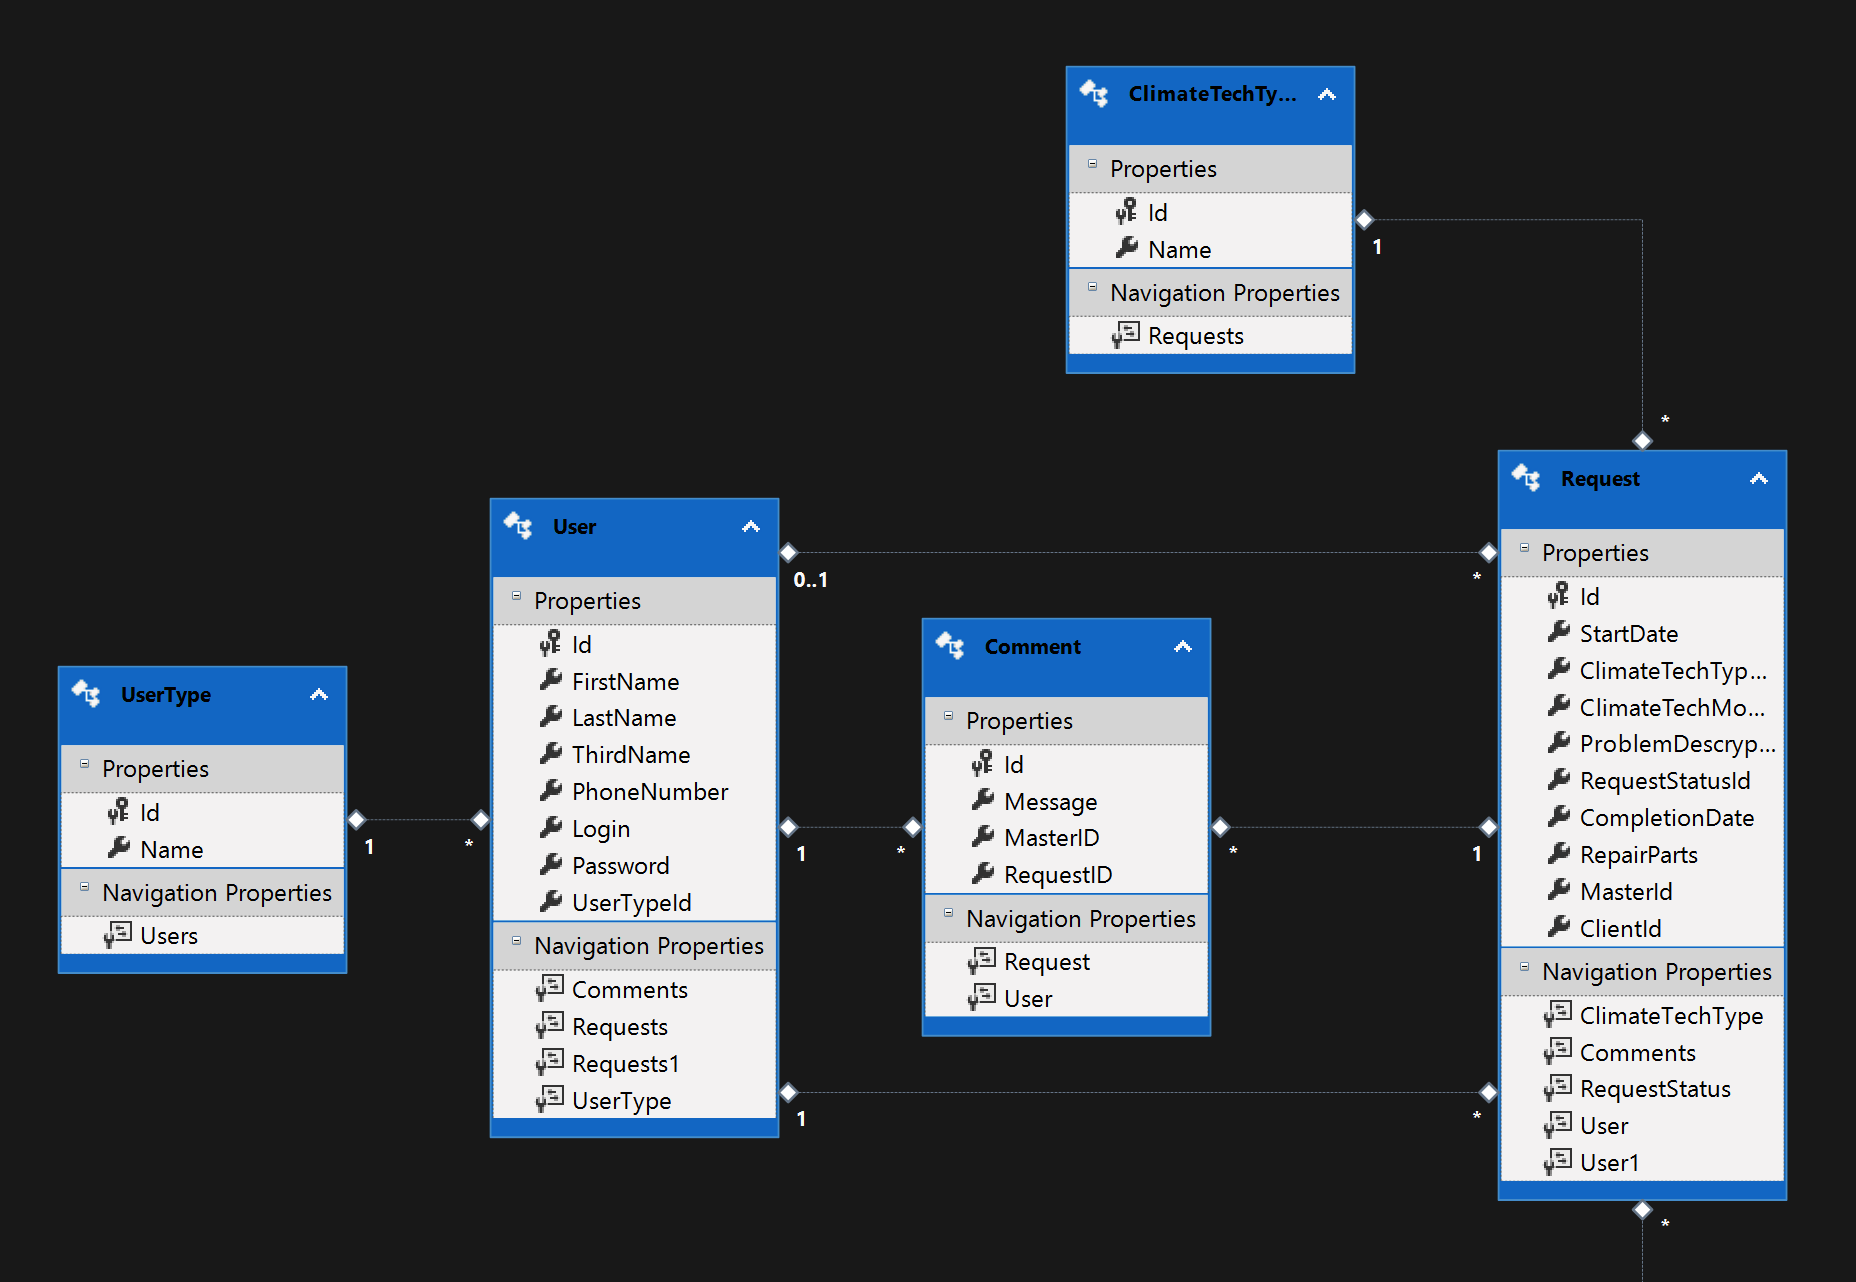 ClimateTechTy...
Properties
Id
Name
Navigation Properties
Requests
1
*
Request
Properties
Id
StartDate
ClimateTechTyp...
ClimateTechMo...
ProblemDescryp...
RequestStatusId
CompletionDate
RepairParts
MasterId
ClientId
Navigation Properties
ClimateTechType
Comments
RequestStatus
User
User1
*
User
Properties
Id
FirstName
LastName
ThirdName
PhoneNumber
Login
Password
UserTypeId
Navigation Properties
Comments
Requests
Requests1
UserType
0..1
*
Comment
Properties
Id
Message
MasterID
RequestID
Navigation Properties
Request
User
1
*
*
1
1
*
UserType
Properties
Id
Name
Navigation Properties
Users
1
*